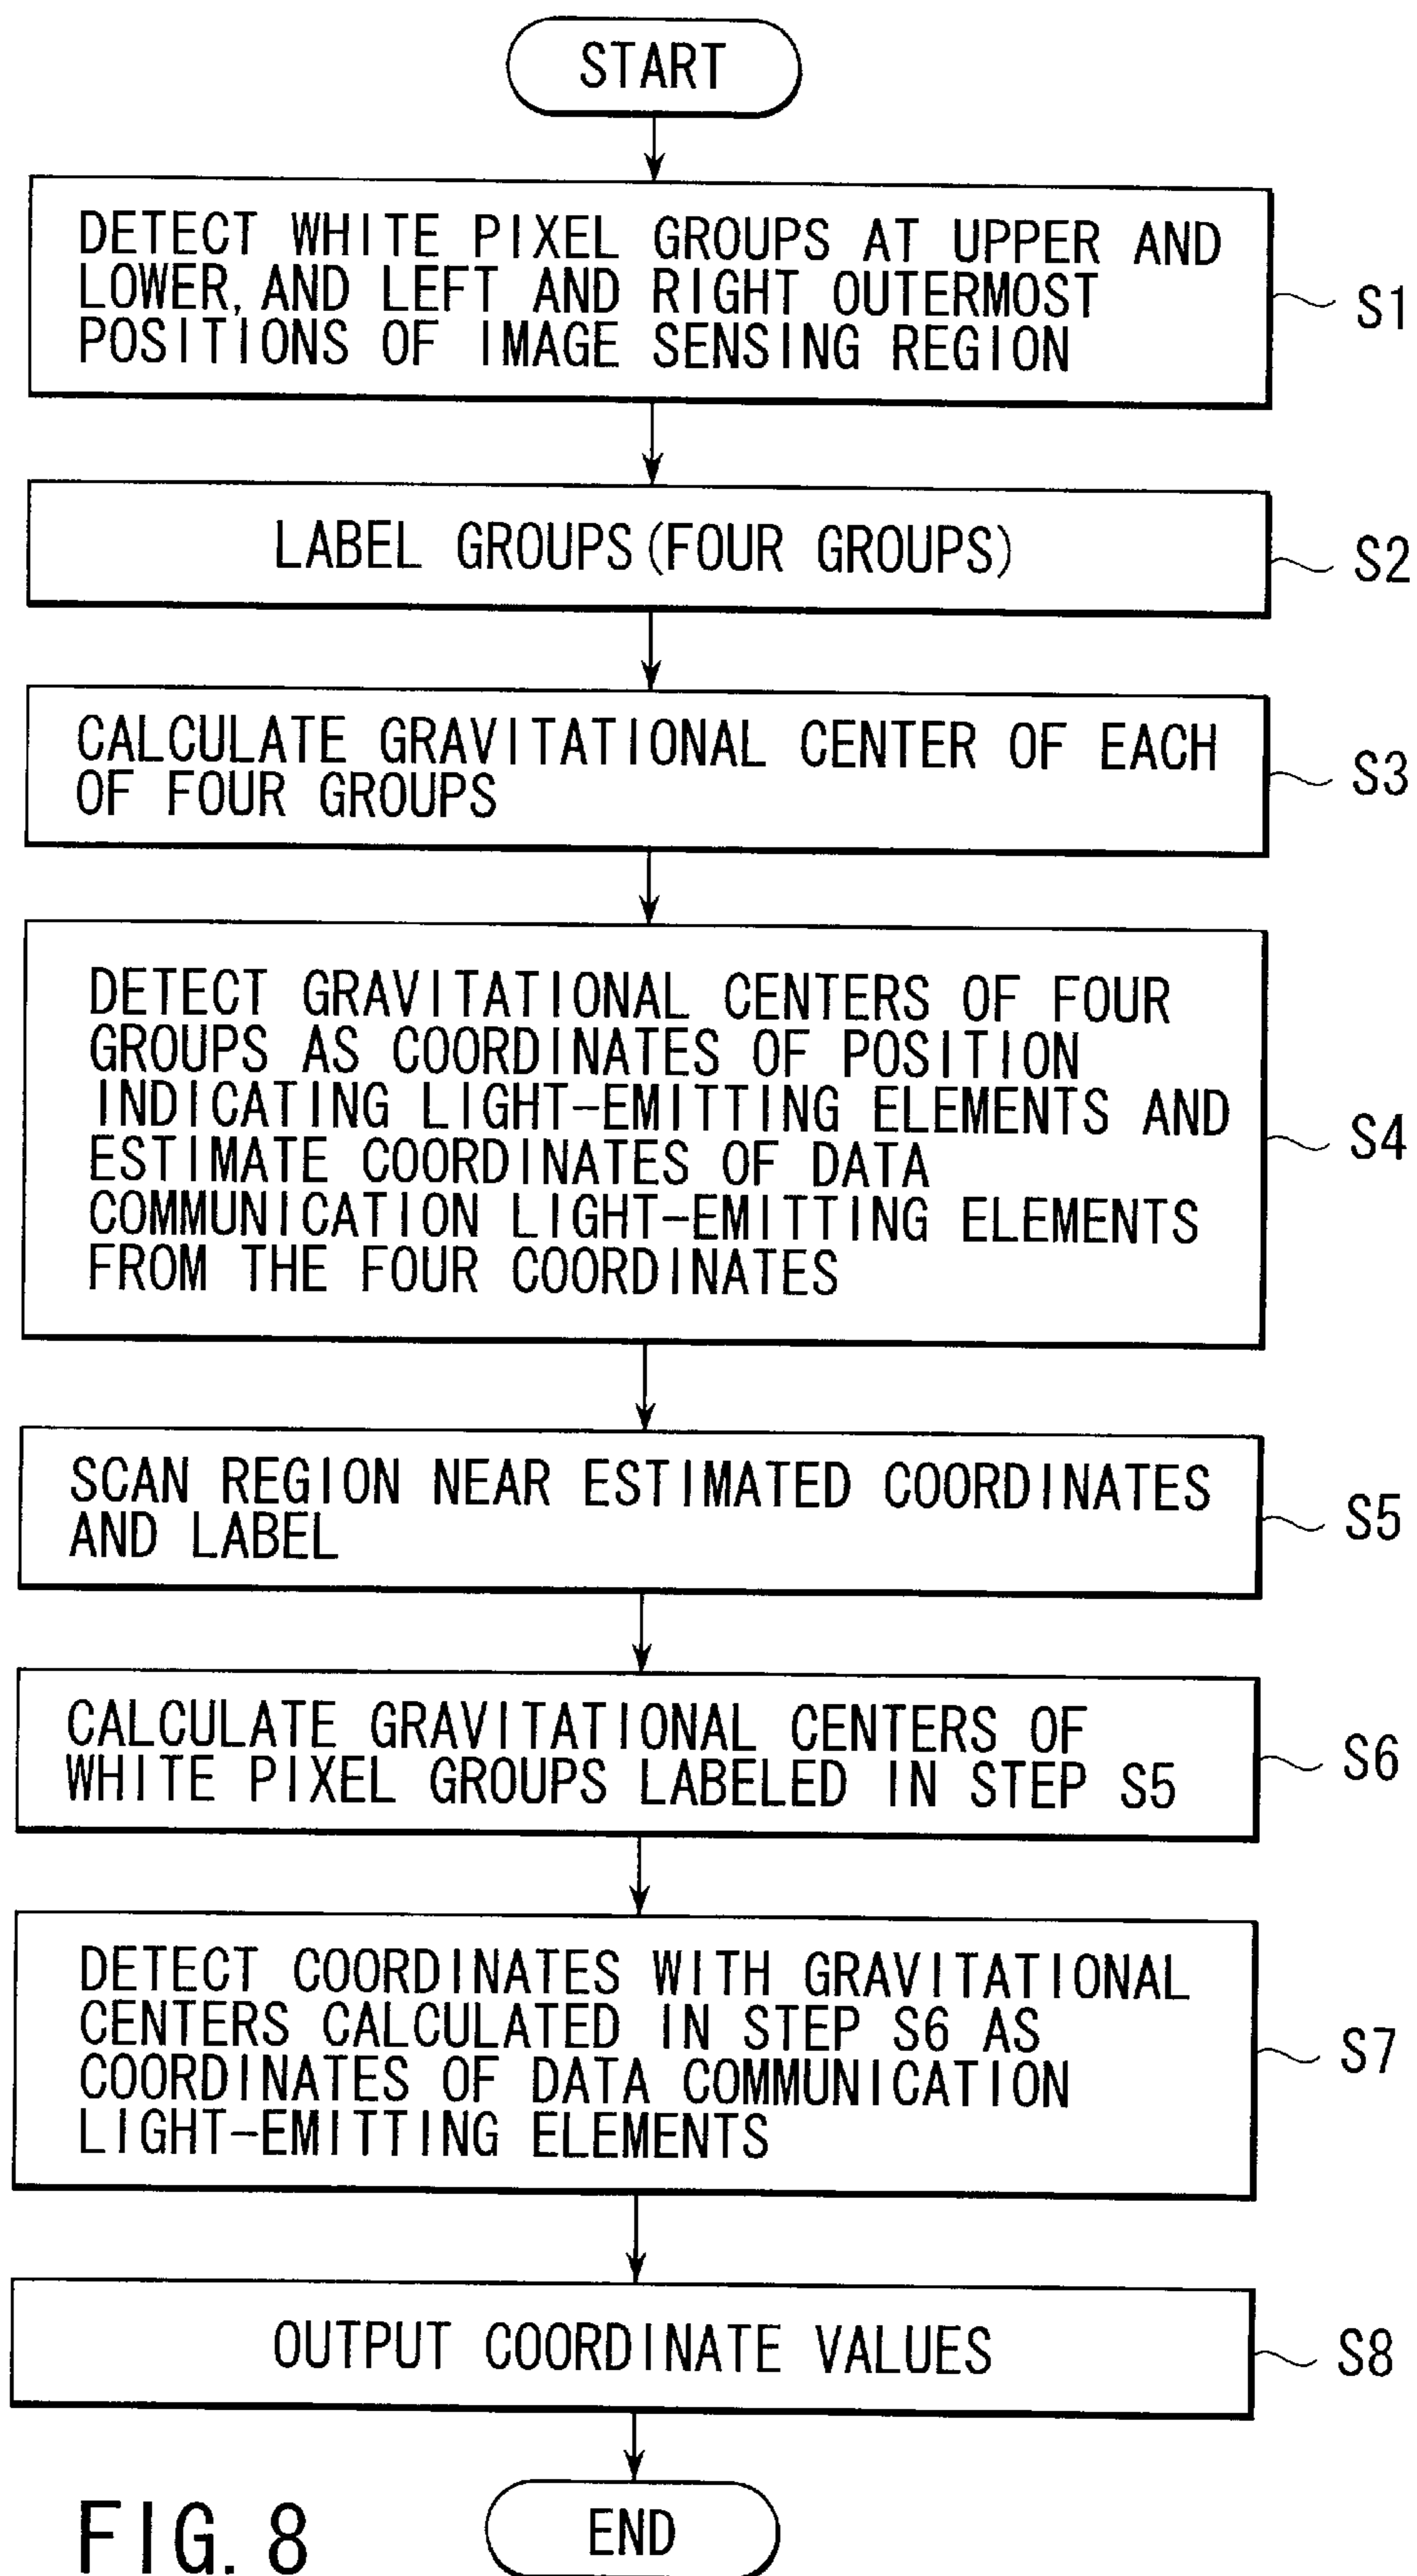 START
DETECT WHITE PIXEL GROUPS AT UPPER AND
LOWER, AND LEFT AND RIGHT OUTERMOST
POSITIONS OF IMAGE SENSING REGION
S1
LABEL GROUPS (FOUR GROUPS)
S2
CALCULATE GRAVITATIONAL CENTER OF EACH
OF FOUR GROUPS
S3
DETECT GRAVITATIONAL CENTERS OF FOUR
GROUPS AS COORDINATES OF POSITION
INDICATING LIGHT-EMITTING ELEMENTS AND
ESTIMATE COORDINATES OF DATA
COMMUNICATION LIGHT-EMITTING ELEMENTS
FROM THE FOUR COORDINATES
S4
SCAN REGION NEAR ESTIMATED COORDINATES
AND LABEL
S5
CALCULATE GRAVITATIONAL CENTERS OF
WHITE PIXEL GROUPS LABELED IN STEP S5
S6
DETECT COORDINATES WITH GRAVITATIONAL
CENTERS CALCULATED IN STEP S6 AS
COORDINATES OF DATA COMMUNICATION
LIGHT-EMITTING ELEMENTS
S7
OUTPUT COORDINATE VALUES
S8
END
FIG. 8